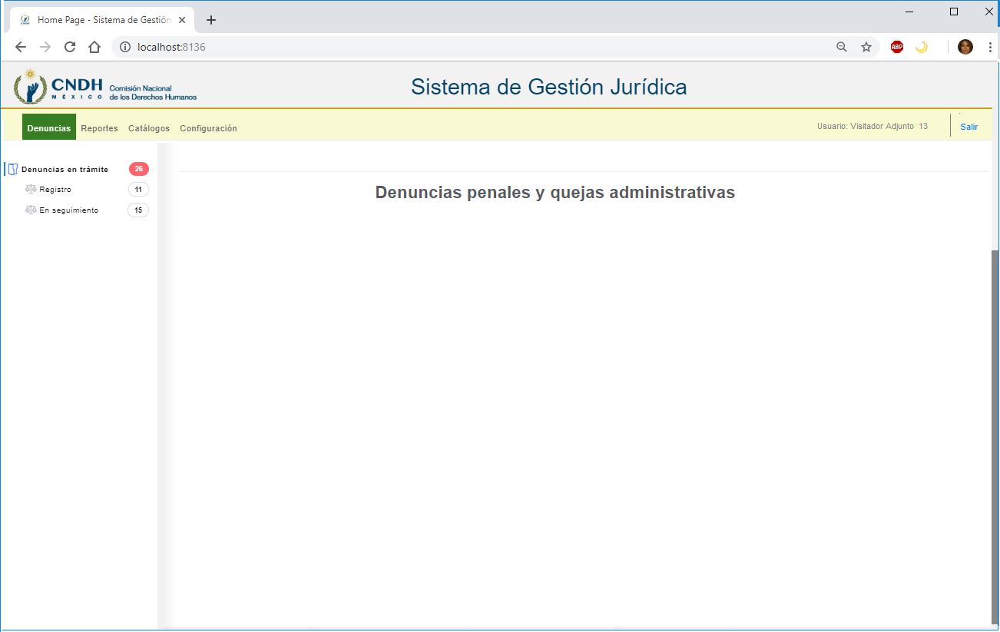 Home Page - Sistema de Gestión
localhost:8136
ABP
CNDH
MÉXICO
Comisión Nacional
de los Derechos Humanos
Sistema de Gestión Jurídica
Denuncias Reportes Catálogos Configuración
Usuario: Visitador Adjunto 13
Salir
Denuncias en trámite 26
Registro 11
En seguimiento 15
Denuncias penales y quejas administrativas